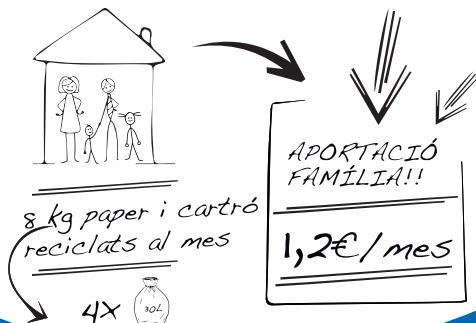 8 kg paper i cartró
reciclats al mes
4X
30L
APORTACIÓ
FAMÍLIA!!
1,2€/mes